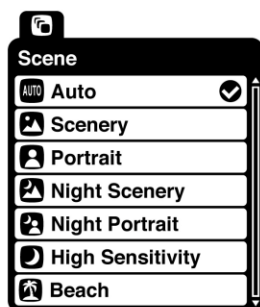 Scene
AUTO Auto
Scenery
Portrait
Night Scenery
Night Portrait
High Sensitivity
Beach